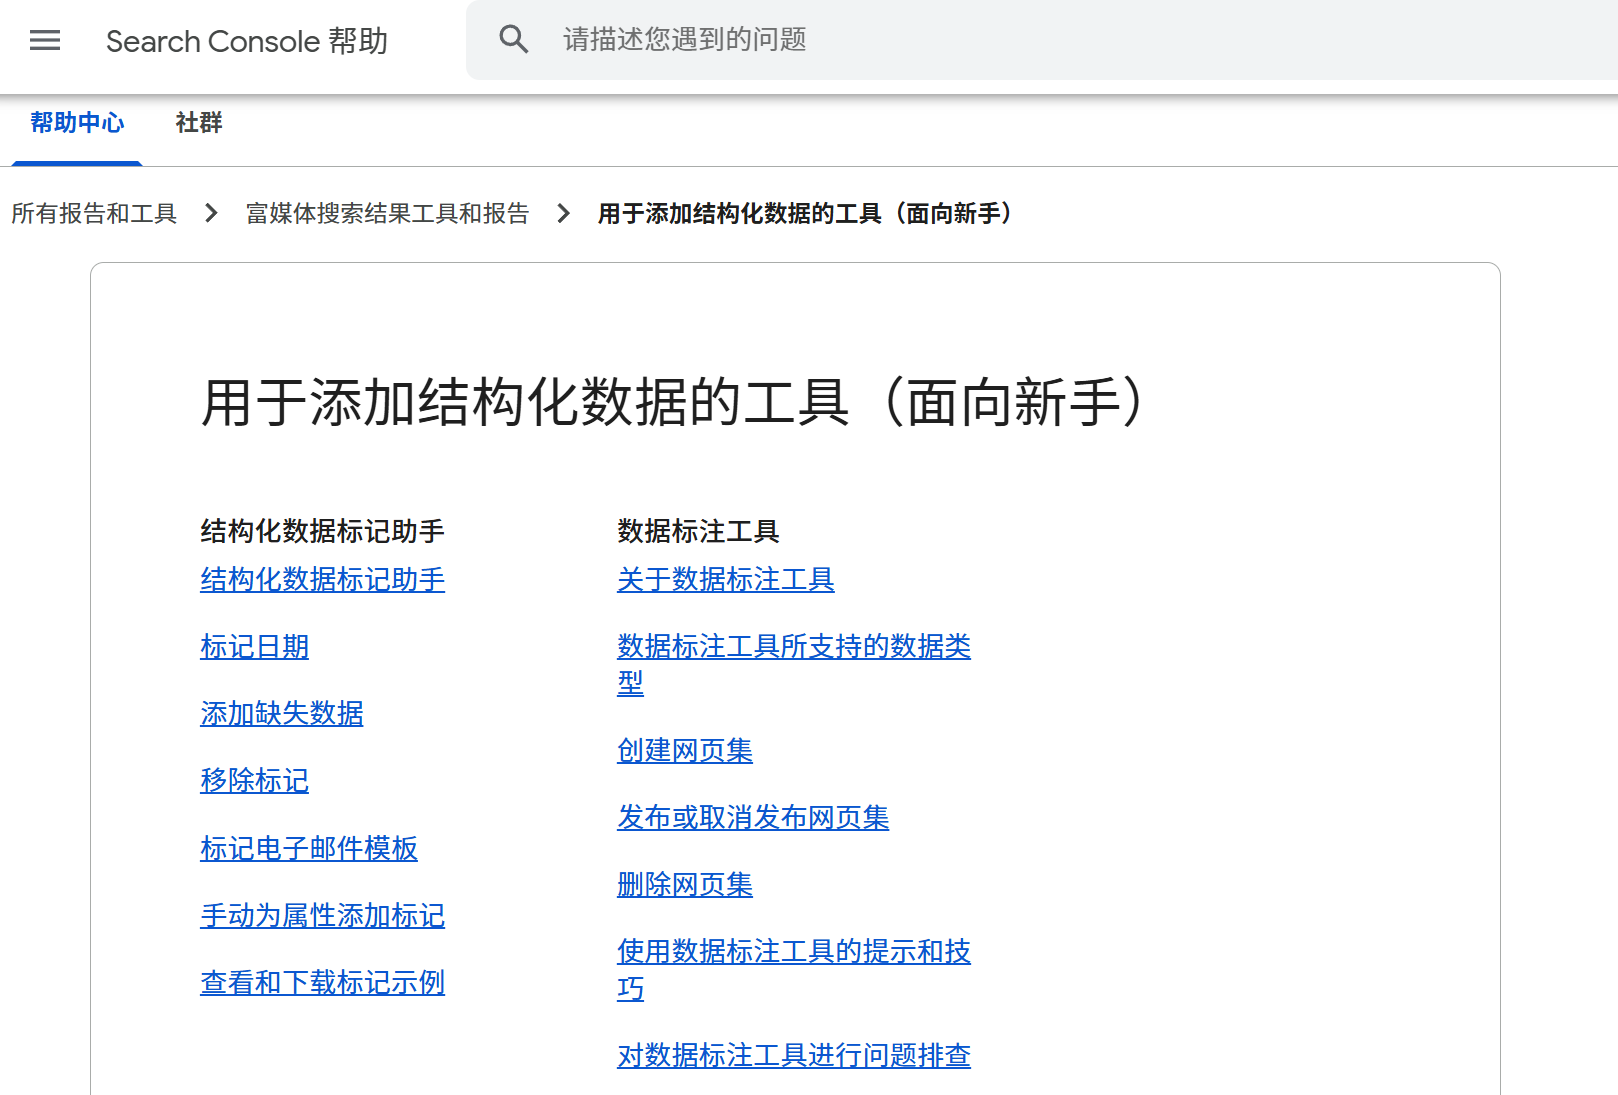 Search Console 帮助
请描述您遇到的问题
帮助中心
社群
所有报告和工具
富媒体搜索结果工具和报告
用于添加结构化数据的工具（面向新手）
用于添加结构化数据的工具（面向新手）
结构化数据标记助手
结构化数据标记助手
标记日期
添加缺失数据
移除标记
标记电子邮件模板
手动为属性添加标记
查看和下载标记示例
数据标注工具
关于数据标注工具
数据标注工具所支持的数据类
型
创建网页集
发布或取消发布网页集
删除网页集
使用数据标注工具的提示和技
巧
对数据标注工具进行问题排查